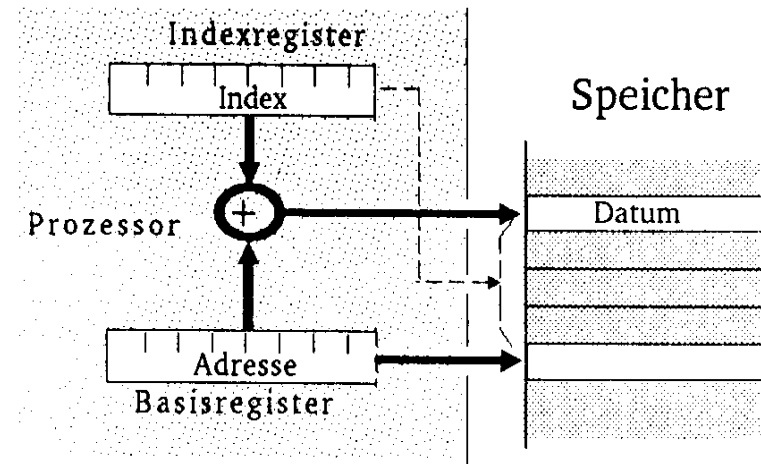 Indexregister
Index
Speicher
+
Datum
Prozessor
Adresse
Basisregister